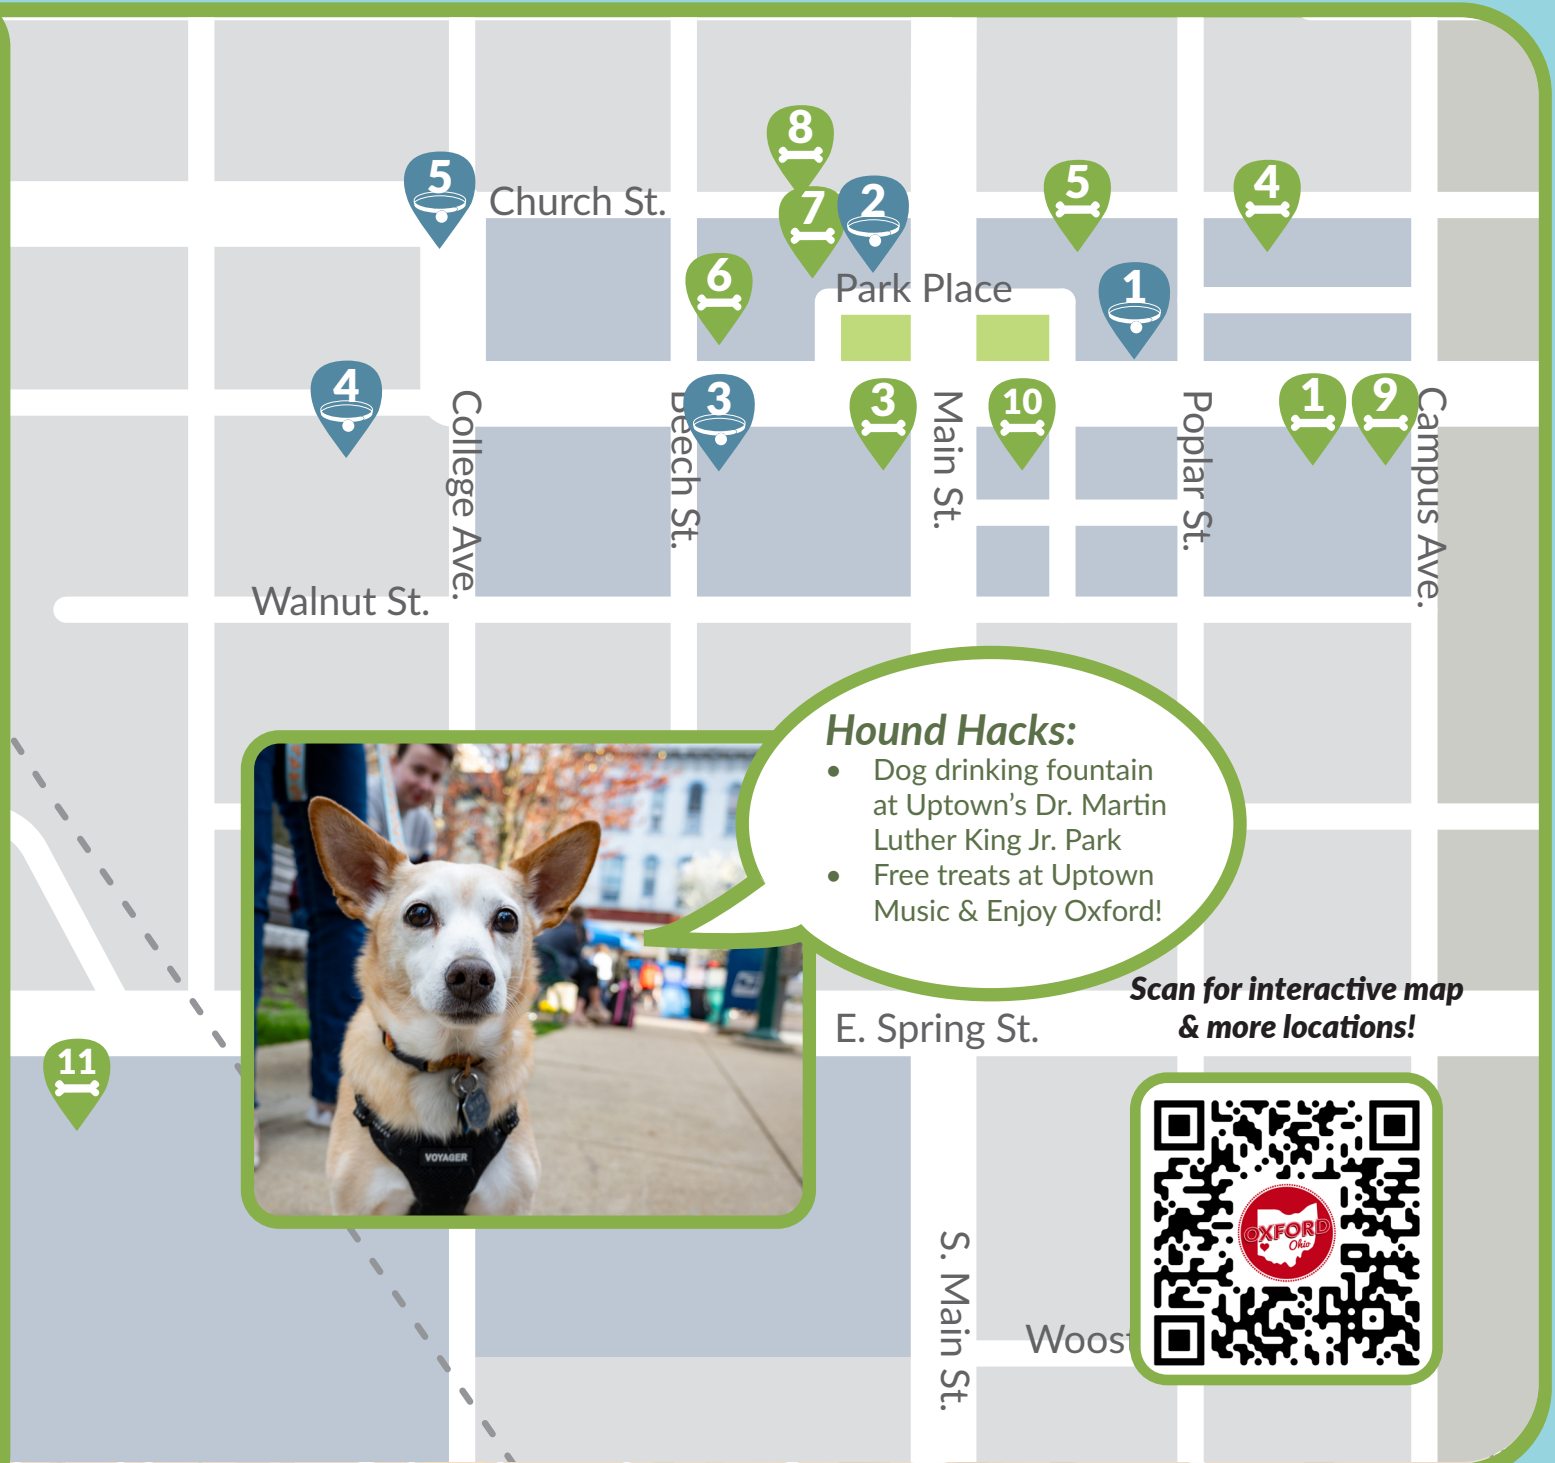 8
5
Church St.
7
2
5
4
6
Park Place
1
4
3
3
10
1
9
College Ave.
Beech St.
Main St.
Poplar St.
Campus Ave.
Walnut St.
Hound Hacks:
• Dog drinking fountain
at Uptown's Dr. Martin
Luther King Jr. Park
• Free treats at Uptown
Music & Enjoy Oxford!
Scan for interactive map
& more locations!
E. Spring St.
11
VOYAGER
OXFORD
Ohio
S. Main St.
Woost